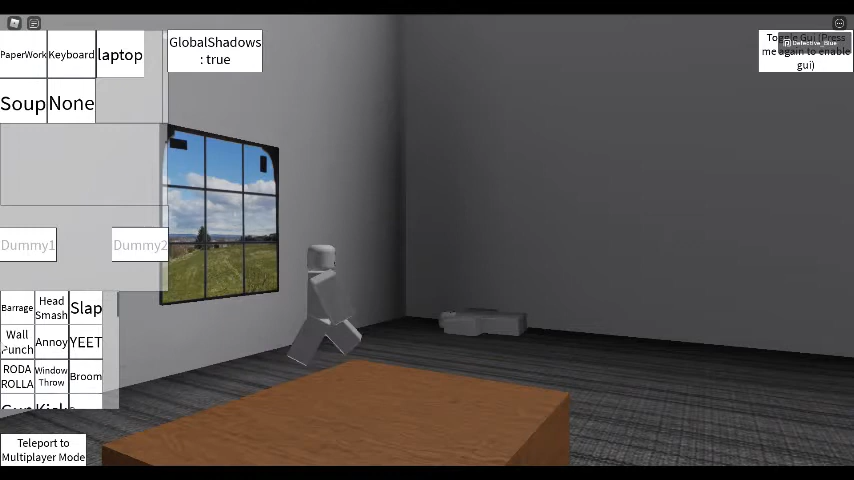 PaperWork
Keyboard
laptop
GlobalShadows
: true
Toggle Gui (Press
me again to enable
gui)
Defective_Blue
Soup
None
Dummy1
Dummy2
Barrage
Head
Smash
Slap
Wall
Punch
Annoy
YEET
RODA
ROLLA
Window
Throw
Broom
Teleport to
Multiplayer Mode